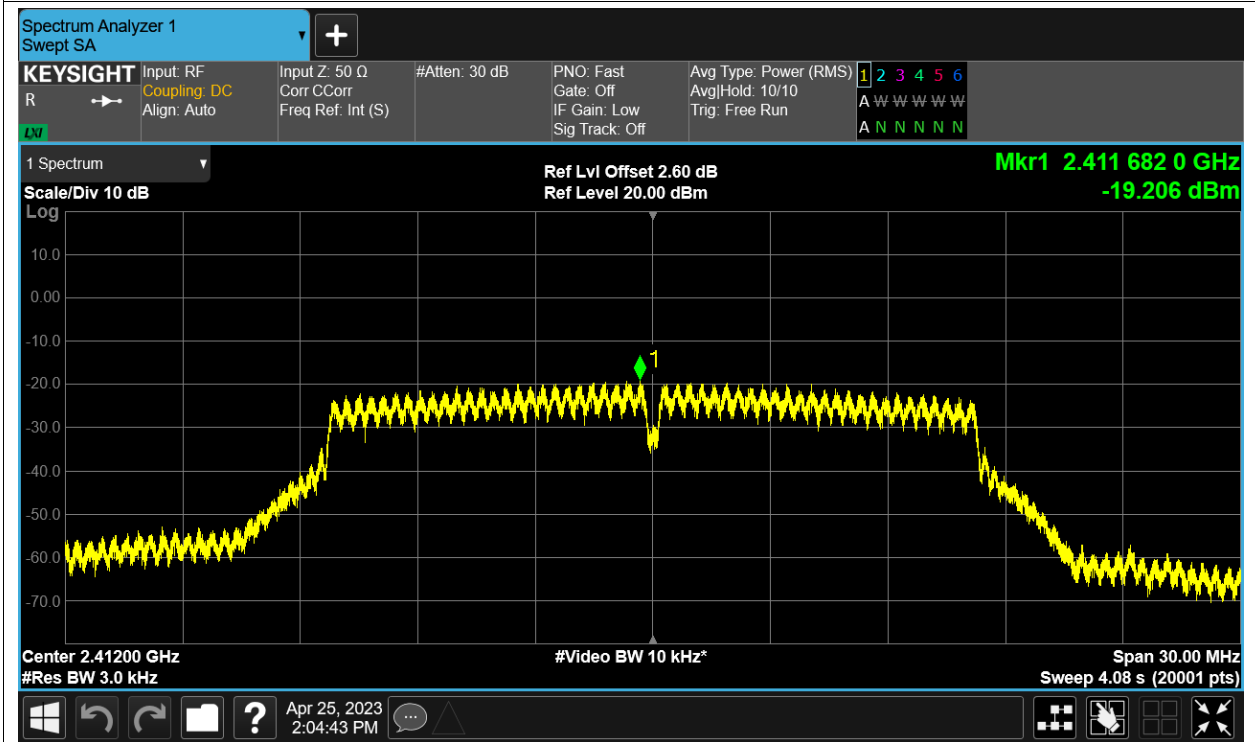 Spectrum Analyzer 1
Swept SA
KEYSIGHT
R
LXI
Input: RF
Coupling: DC
Align: Auto
Input Z: 50 Ω
Corr CCorr
Freq Ref: Int (S)
#Atten: 30 dB
PNO: Fast
Gate: Off
IF Gain: Low
Sig Track: Off
Avg Type: Power (RMS)
Avg|Hold: 10/10
Trig: Free Run
1 2 3 4 5 6
A W W W W W
A N N N N N
1 Spectrum
Scale/Div 10 dB
Log
Ref Lvl Offset 2.60 dB
Ref Level 20.00 dBm
Mkr1 2.411 682 0 GHz
-19.206 dBm
10.0
0.00
-10.0
1
-20.0
-30.0
-40.0
-50.0
-60.0
-70.0
Center 2.41200 GHz
#Res BW 3.0 kHz
#Video BW 10 kHz*
Span 30.00 MHz
Sweep 4.08 s (20001 pts)
?
Apr 25, 2023
2:04:43 PM